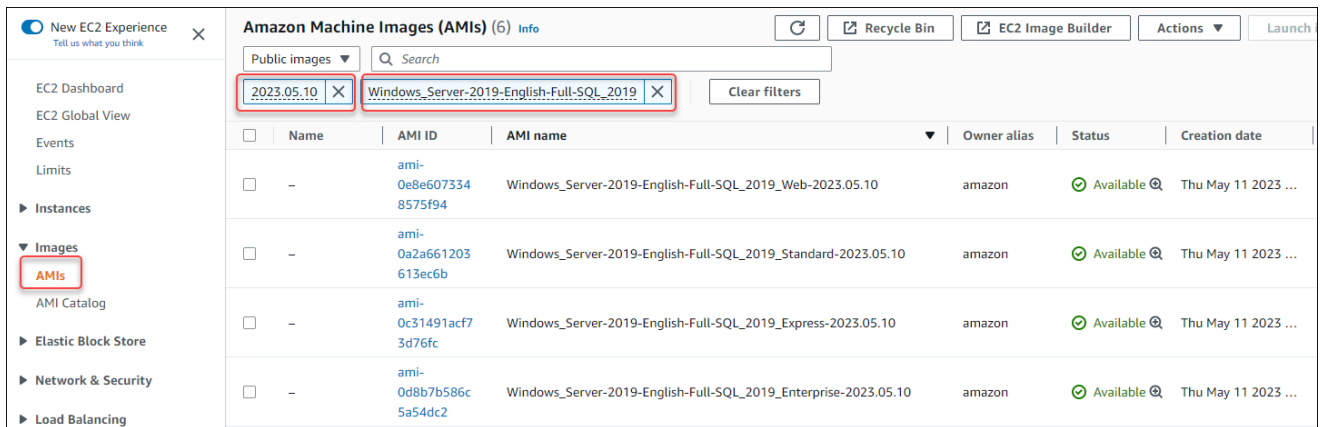 New EC2 Experience
Tell us what you think
EC2 Dashboard
EC2 Global View
Events
Limits
Instances
Images
AMIs
AMI Catalog
Elastic Block Store
Network & Security
Load Balancing
Amazon Machine Images (AMIs) (6) Info
Recycle Bin
EC2 Image Builder
Actions
Launch
Public images
Search
2023.05.10
Windows_Server-2019-English-Full-SQL_2019
Clear filters
Name AMI ID AMI name Owner alias Status Creation date
ami-
– 0e8e607334 Windows_Server-2019-English-Full-SQL_2019_Web-2023.05.10 amazon Available Thu May 11 2023 ...
8575f94
ami-
– 0a2a661203 Windows_Server-2019-English-Full-SQL_2019_Standard-2023.05.10 amazon Available Thu May 11 2023 ...
613ec6b
ami-
– 0c31491acf7 Windows_Server-2019-English-Full-SQL_2019_Express-2023.05.10 amazon Available Thu May 11 2023 ...
3d76fc
ami-
– 0d8b7b586c Windows_Server-2019-English-Full-SQL_2019_Enterprise-2023.05.10 amazon Available Thu May 11 2023 ...
5a54dc2